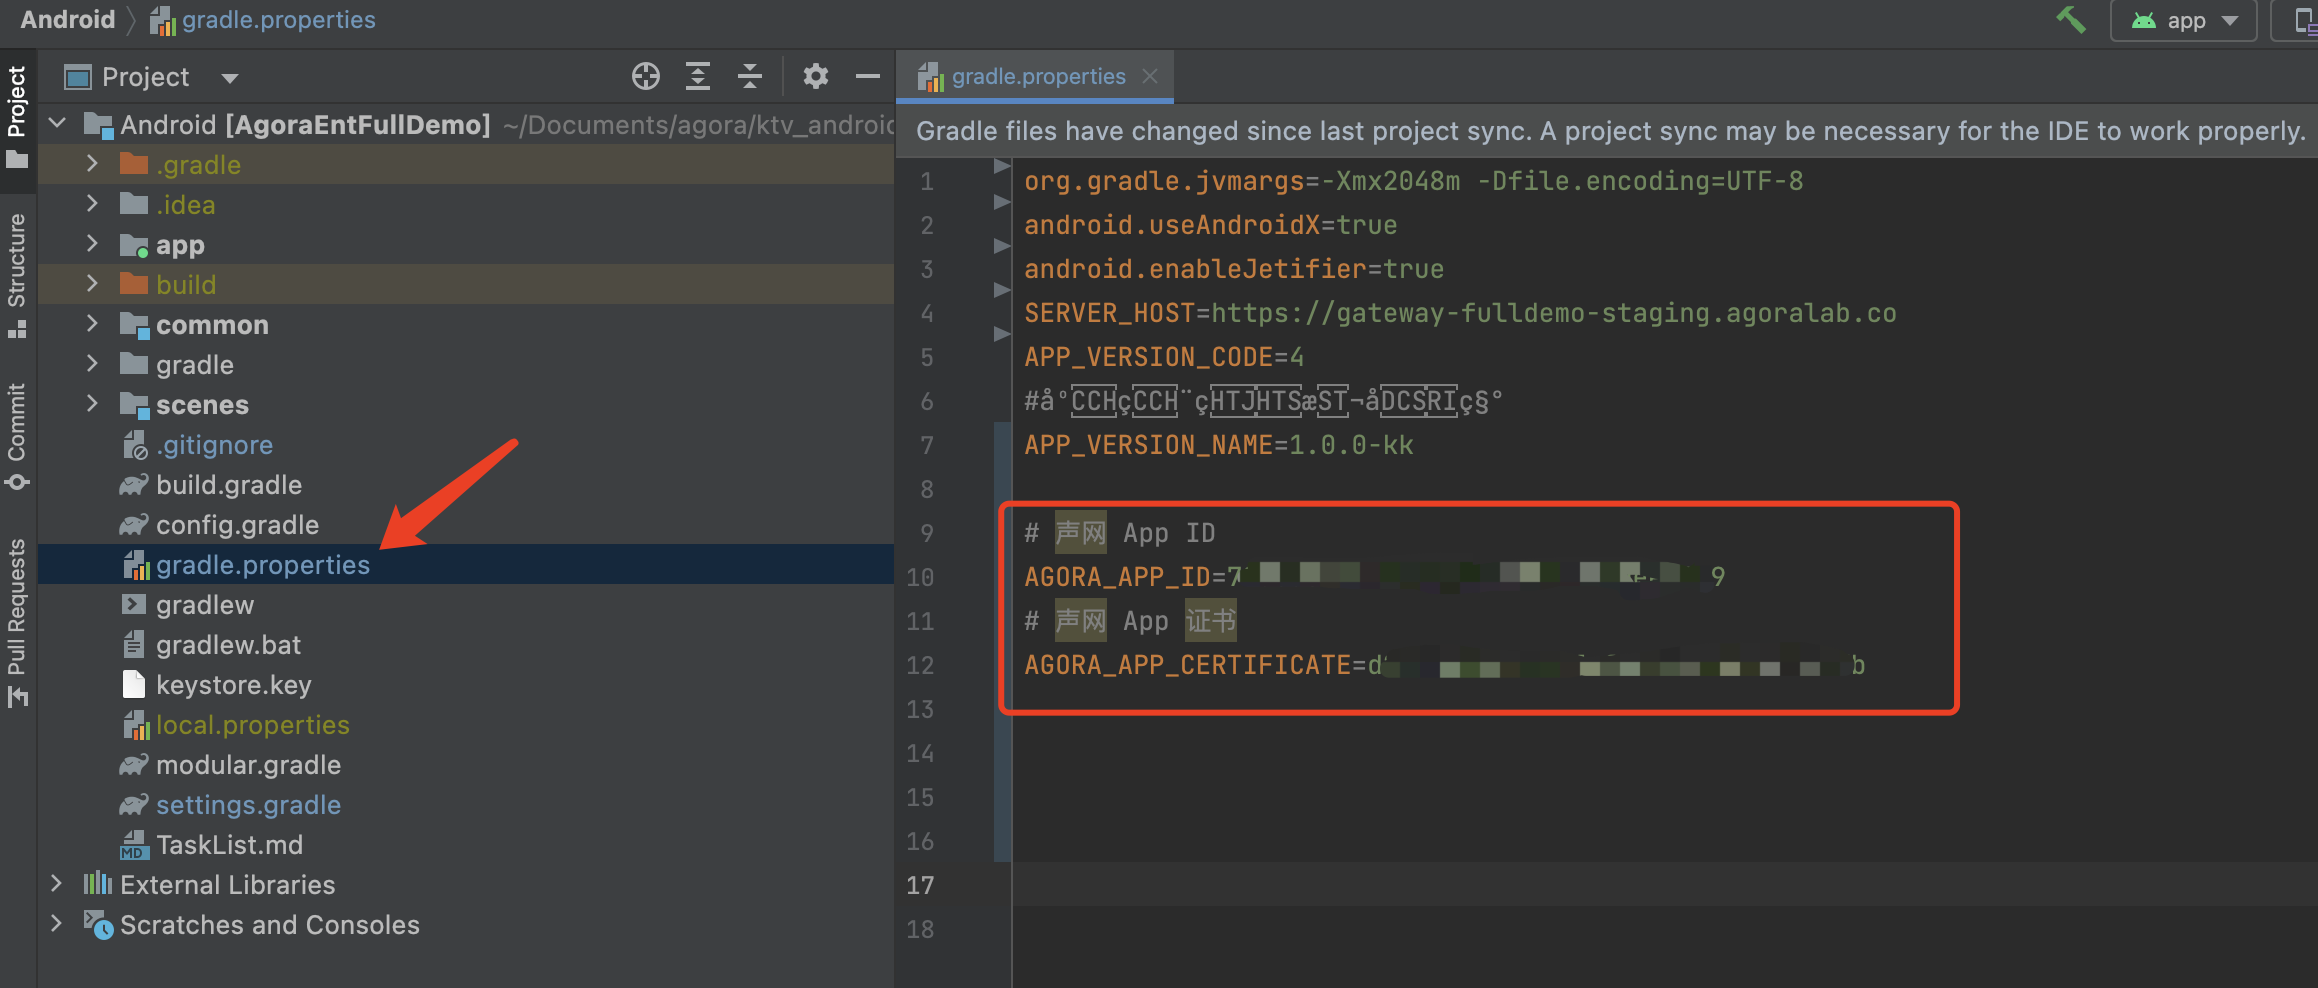 Android gradle.properties app
Project
Project
Structure
Commit
Pull Requests
Android [AgoraEntFullDemo] ~/Documents/agora/ktv_android
.gradle
.idea
app
build
common
gradle
scenes
.gitignore
build.gradle
config.gradle
gradle.properties
gradlew
gradlew.bat
keystore.key
local.properties
modular.gradle
settings.gradle
TaskList.md
External Libraries
Scratches and Consoles
gradle.properties
Gradle files have changed since last project sync. A project sync may be necessary for the IDE to work properly.
1 org.gradle.jvmargs=-Xmx2048m -Dfile.encoding=UTF-8
2 android.useAndroidX=true
3 android.enableJetifier=true
4 SERVER_HOST=https://gateway-fulldemo-staging.agoralab.co
5 APP_VERSION_CODE=4
6 #å°CCHçCCH¨çHTJHTSæST¬åDCSRIç§°
7 APP_VERSION_NAME=1.0.0-kk
8
9 # 声网 App ID
10 AGORA_APP_ID=7 9
11 # 声网 App 证书
12 AGORA_APP_CERTIFICATE=d b
13
14
15
16
17
18